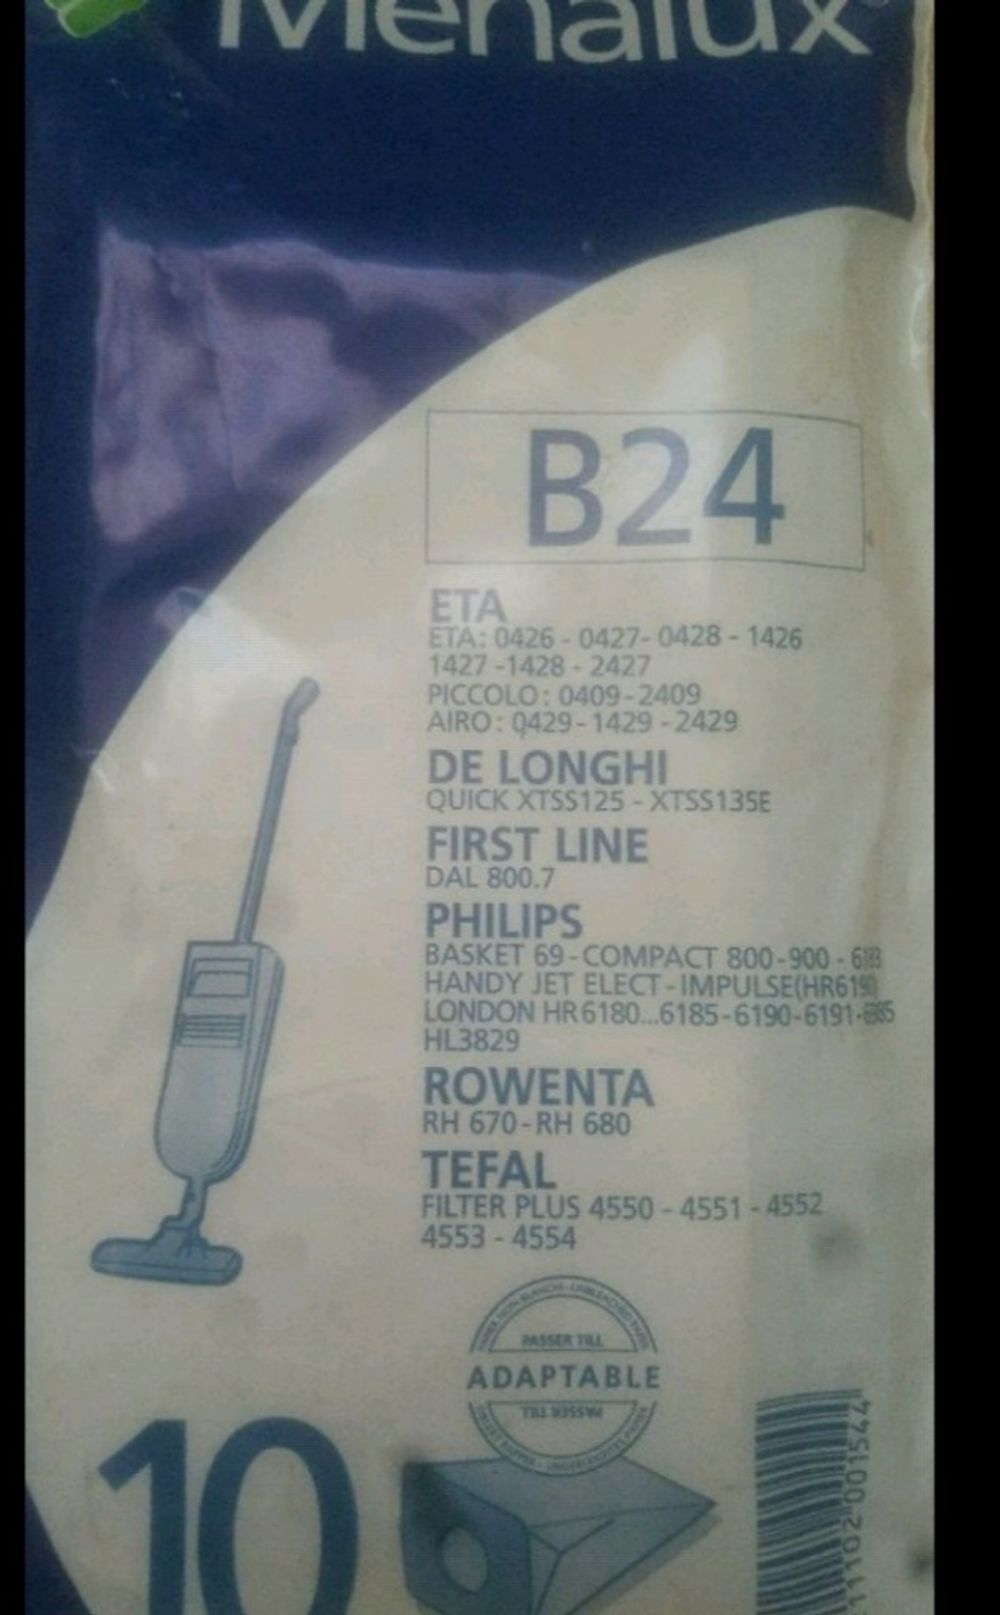 Menalux
B24
ETA
ETA: 0426 - 0427- 0428 - 1426
1427 -1428 - 2427
PICCOLO: 0409 - 2409
AIRO: 0429 - 1429 - 2429
DE LONGHI
QUICK XTSS125 - XTSS135E
FIRST LINE
DAL 800.7
PHILIPS
BASKET 69 - COMPACT 800 - 900 -
HANDY JET ELECT - IMPULSE(HR6190
LONDON HR6180...6185 - 6190 - 6191 -
HL3829
ROWENTA
RH 670 - RH 680
TEFAL
FILTER PLUS 4550 - 4551 - 4552
4553 - 4554
PASSER TILL
ADAPTABLE
PASSER TILL
10